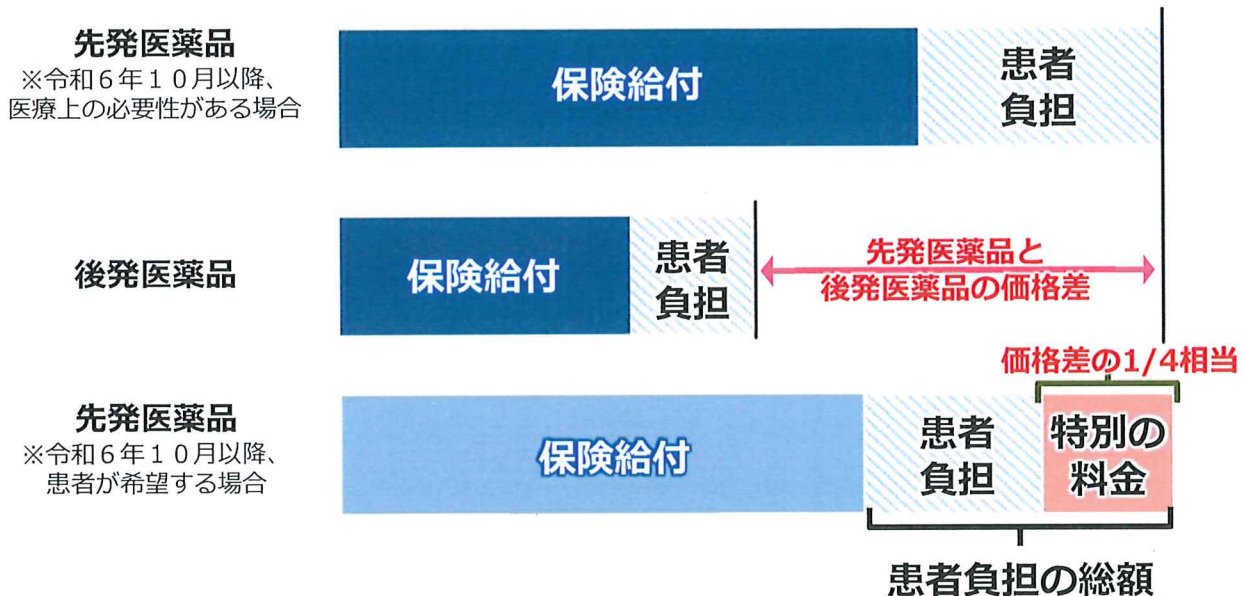 先発医薬品
※令和６年１０月以降、
医療上の必要性がある場合
保険給付
患者
負担
後発医薬品
保険給付
患者
負担
先発医薬品と
後発医薬品の価格差
価格差の1/4相当
先発医薬品
※令和６年１０月以降、
患者が希望する場合
保険給付
患者
負担
特別の
料金
患者負担の総額